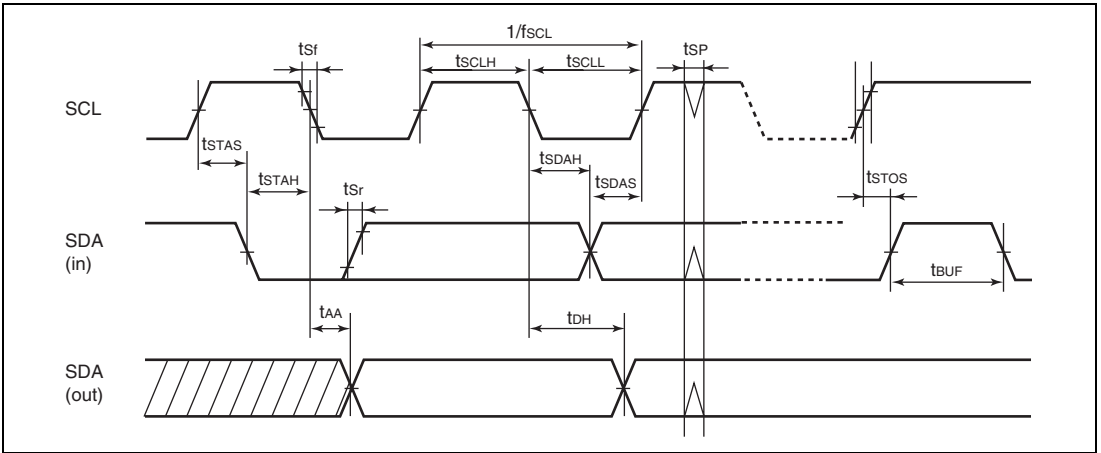 1/fSCL
tSf
tSCLH
tSCLL
tSP
SCL
tSTAS
tSTAH
tSDAH
tSDAS
tSr
tSTOS
SDA
(in)
tBUF
tAA
tDH
SDA
(out)